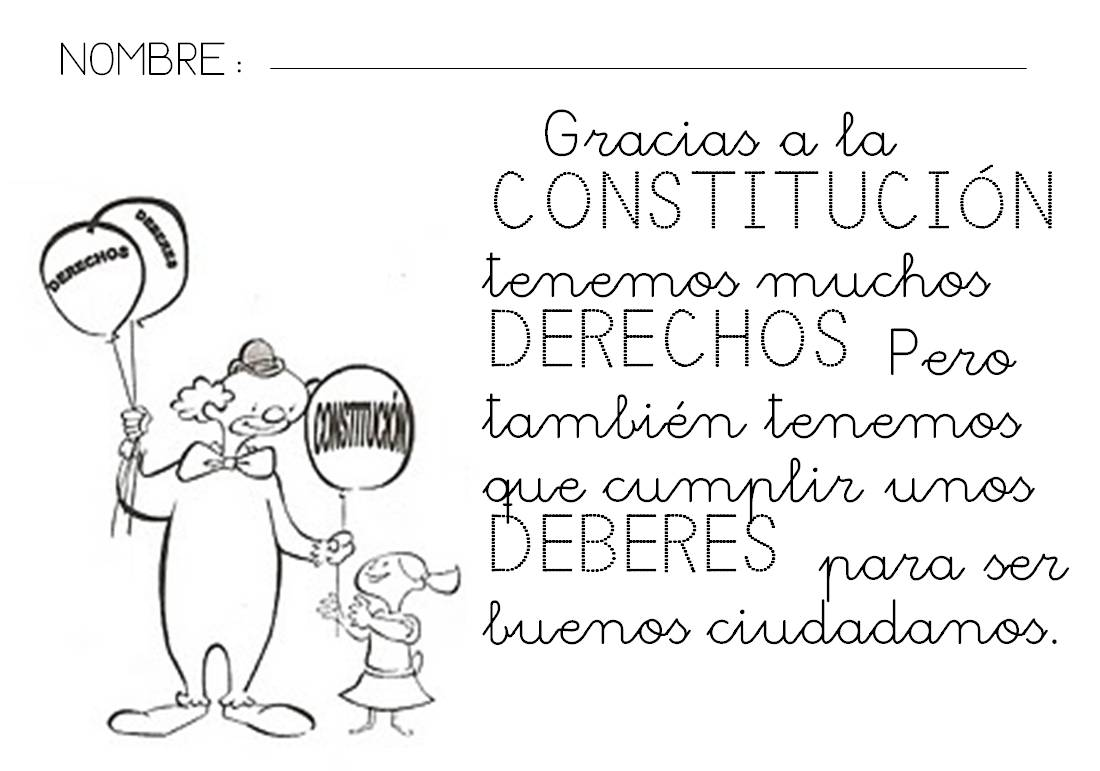 NOMBRE :
Gracias a la
CONSTITUCIÓN
tenemos muchos
DERECHOS Pero
también tenemos
que cumplir unos
DEBERES para ser
buenos ciudadanos.
DERECHOS
DEBERES
CONSTITUCIÓN